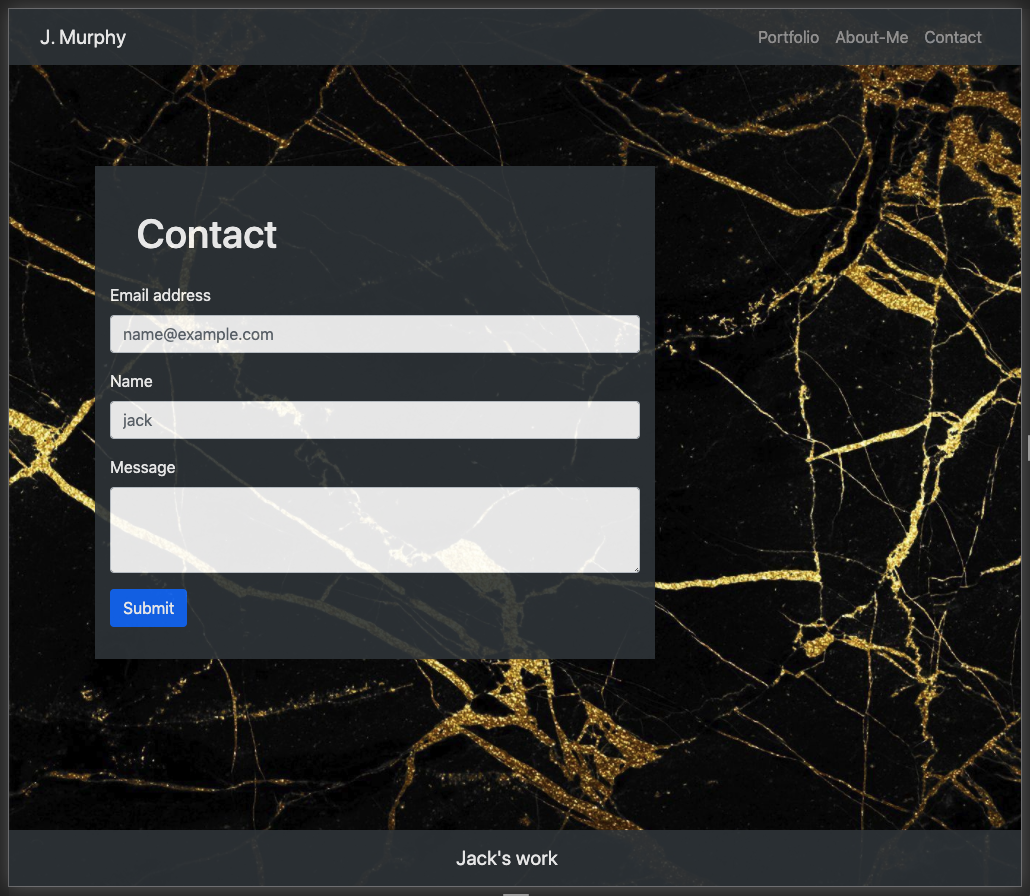 J. Murphy
Portfolio About-Me Contact
Contact
Email address
name@example.com
Name
jack
Message
Submit
Jack's work